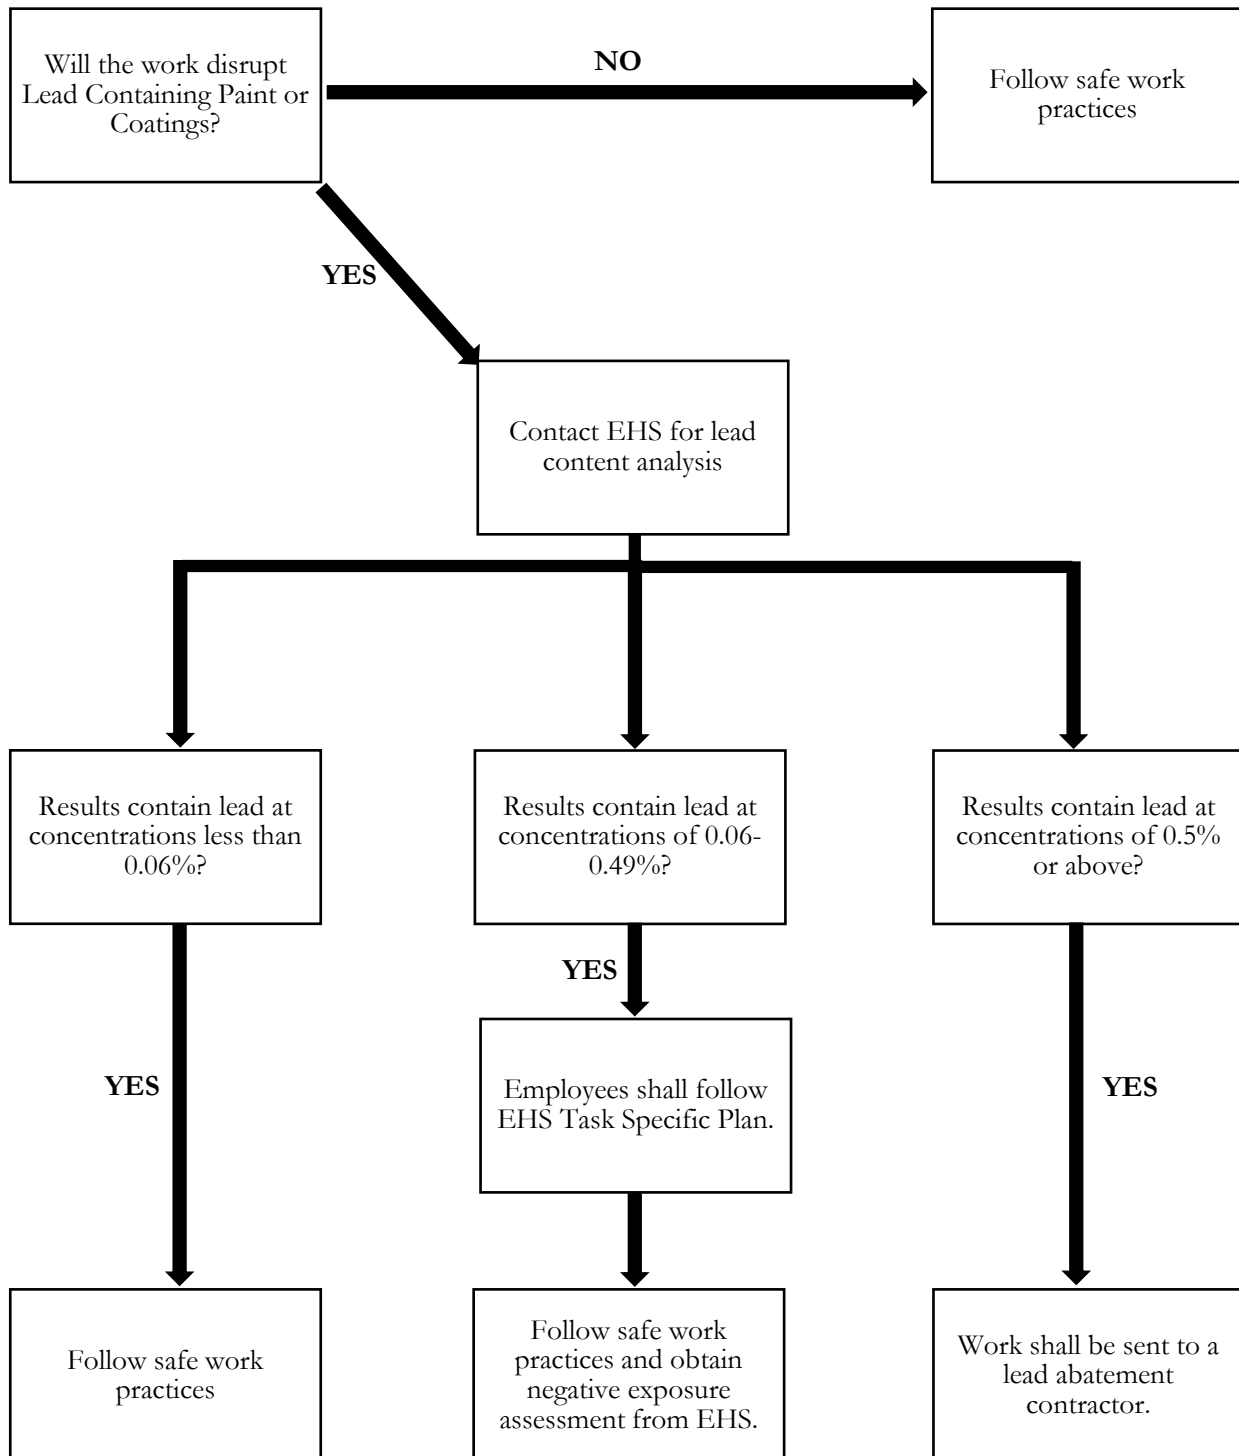 Will the work disrupt
Lead Containing Paint or
Coatings?
NO
Follow safe work
practices
YES
Contact EHS for lead
content analysis
Results contain lead at
concentrations less than
0.06%?
Results contain lead at
concentrations of 0.06-
0.49%?
Results contain lead at
concentrations of 0.5%
or above?
YES
Employees shall follow
EHS Task Specific Plan.
YES
YES
Follow safe work
practices
Follow safe work
practices and obtain
negative exposure
assessment from EHS.
Work shall be sent to a
lead abatement
contractor.